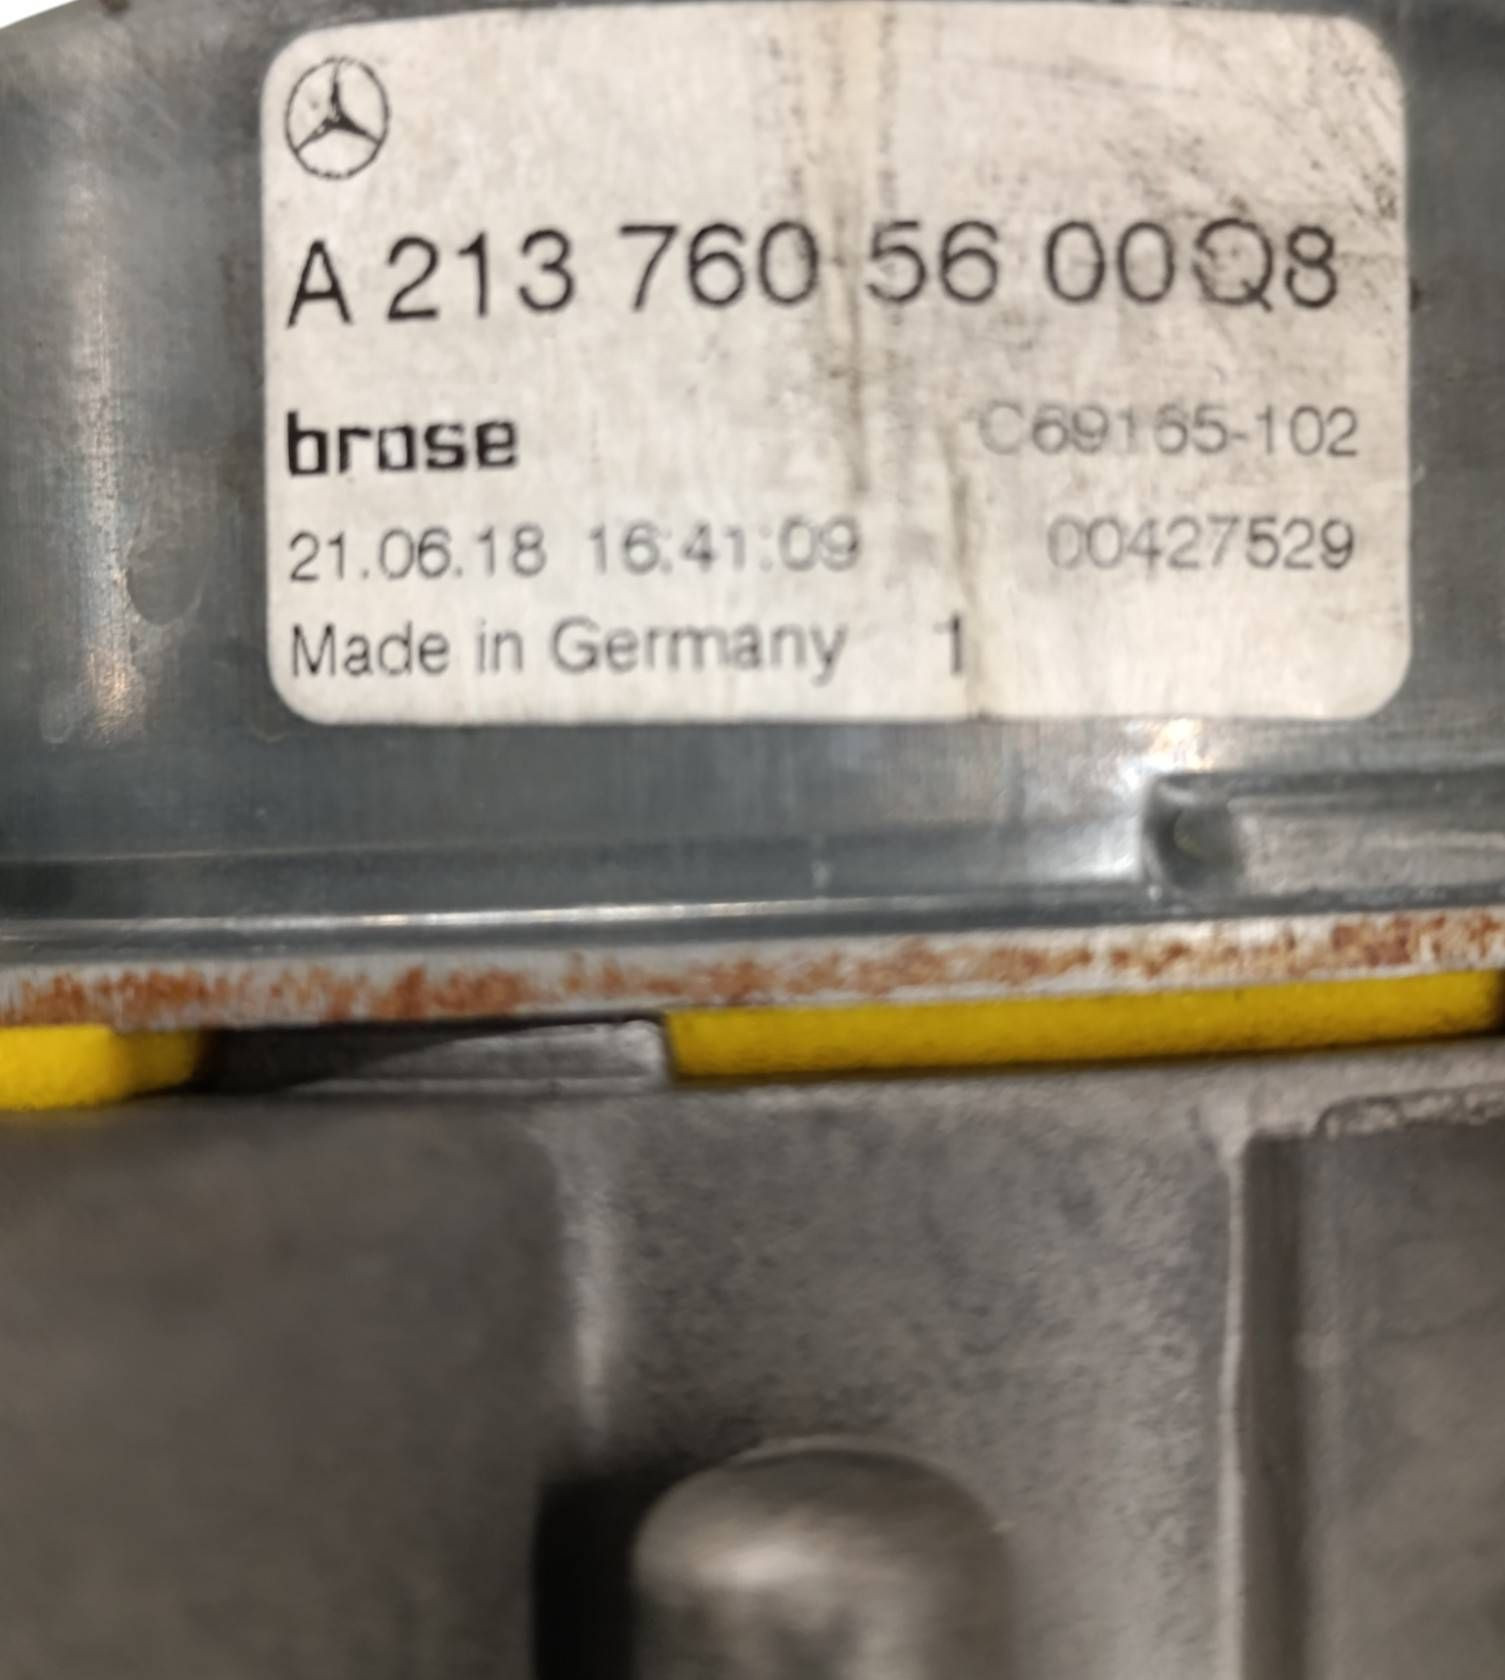 A 213 760 56 00Q8
brose C69165-102
21.06.18 16:41:09 00427529
Made in Germany 1